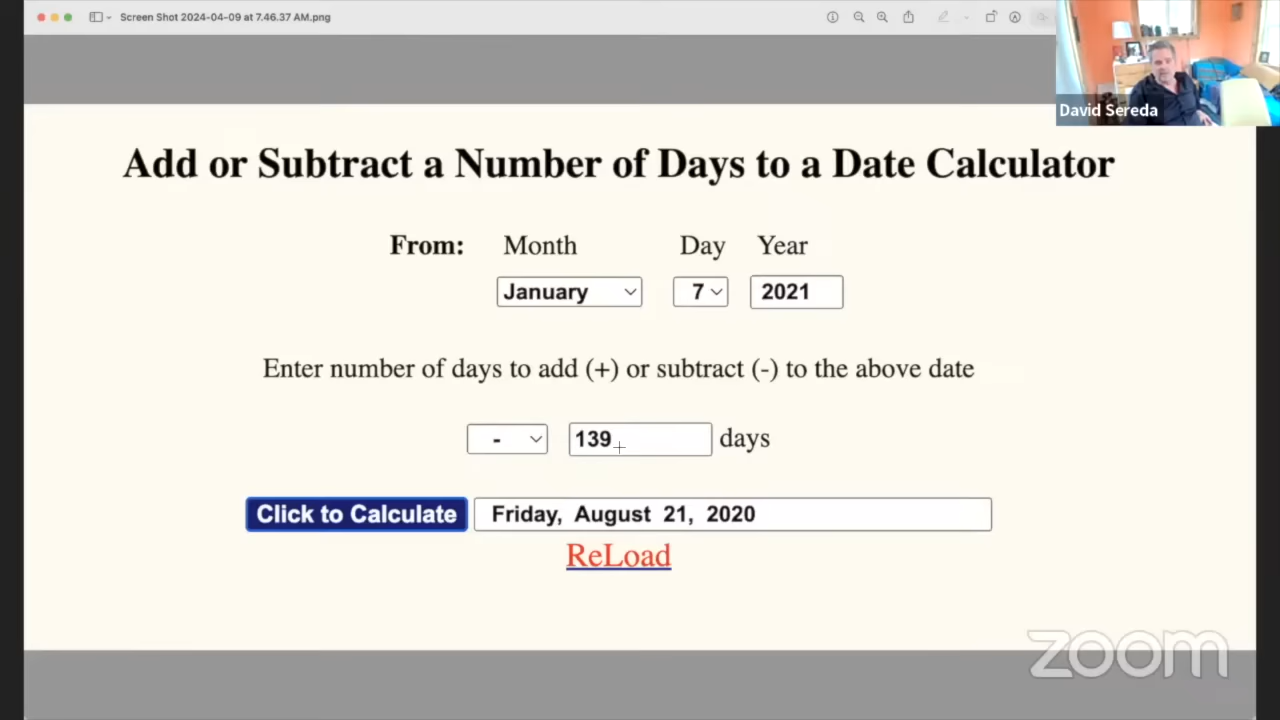 Screen Shot 2024-04-09 at 7.46.37 AM.png
David Sereda
Add or Subtract a Number of Days to a Date Calculator
From: Month Day Year
January 7 2021
Enter number of days to add (+) or subtract (-) to the above date
- 139 days
Click to Calculate Friday, August 21, 2020
ReLoad
zoom